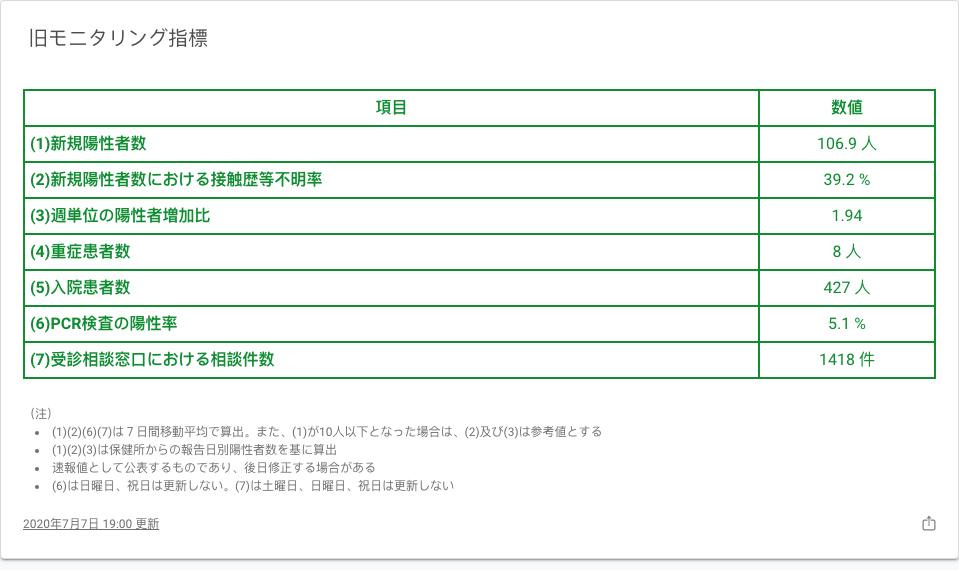 旧モニタリング指標
項目 数値
(1)新規陽性者数 106.9 人
(2)新規陽性者数における接触歴等不明率 39.2 %
(3)週単位の陽性者増加比 1.94
(4)重症患者数 8 人
(5)入院患者数 427 人
(6)PCR検査の陽性率 5.1 %
(7)受診相談窓口における相談件数 1418 件
（注）
• (1)(2)(6)(7)は７日間移動平均で算出。また、(1)が10人以下となった場合は、(2)及び(3)は参考値とする
• (1)(2)(3)は保健所からの報告日別陽性者数を基に算出
• 速報値として公表するものであり、後日修正する場合がある
• (6)は日曜日、祝日は更新しない。(7)は土曜日、日曜日、祝日は更新しない
2020年7月7日 19:00 更新